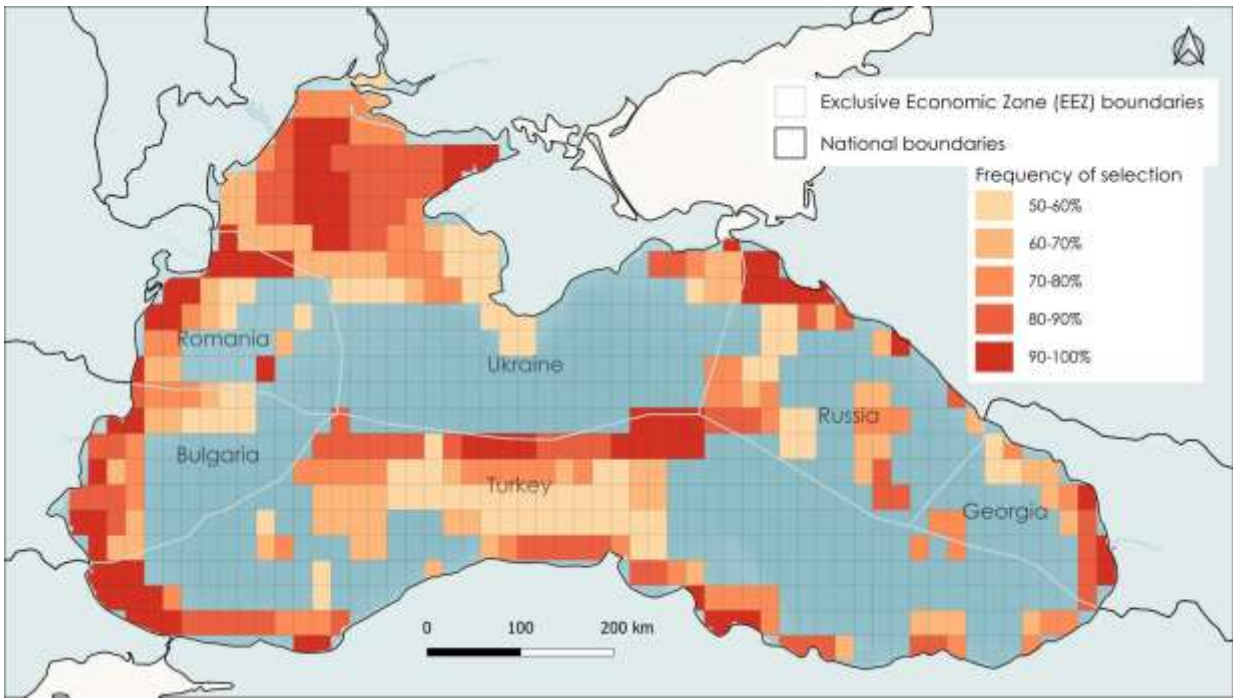 Exclusive Economic Zone (EEZ) boundaries
National boundaries
Frequency of selection
50-60%
60-70%
70-80%
80-90%
90-100%
Romania
Ukraine
Russia
Bulgaria
Turkey
Georgia
0 100 200 km